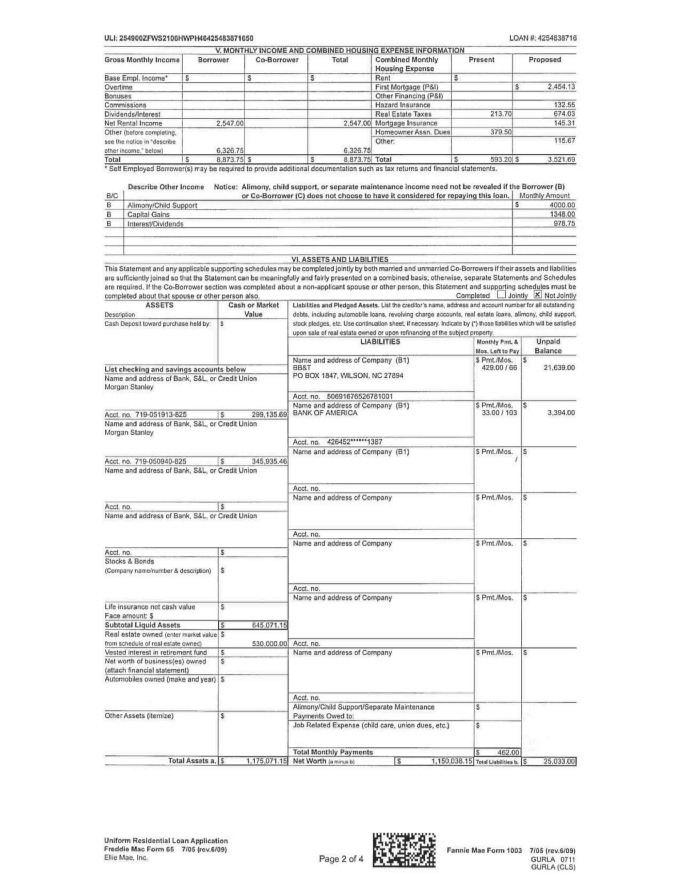 ULI: 254900ZFWS2106HWPH46425483871650 LOAN #: 4254838716
V. MONTHLY INCOME AND COMBINED HOUSING EXPENSE INFORMATION
Gross Monthly Income Borrower Co-Borrower Total Combined Monthly Housing Expense Present Proposed
Base Empl. Income* $ $ $ Rent $
Overtime First Mortgage (P&I) $ 2,454.13
Bonuses Other Financing (P&I)
Commissions Hazard Insurance 132.55
Dividends/Interest Real Estate Taxes 213.70 674.03
Net Rental Income 2,547.00 2,547.00 Mortgage Insurance 145.31
Other (before completing, Homeowner Assn. Dues 379.50
see the notice in "describe Other: 115.67
other income," below) 6,326.75 6,326.75
Total $ 8,873.75 $ $ 8,873.75 Total $ 593.20 $ 3,521.69
* Self Employed Borrower(s) may be required to provide additional documentation such as tax returns and financial statements.
Describe Other Income Notice: Alimony, child support, or separate maintenance income need not be revealed if the Borrower (B)
B/C or Co-Borrower (C) does not choose to have it considered for repaying this loan. Monthly Amount
B Alimony/Child Support $ 4000.00
B Capital Gains 1348.00
B Interest/Dividends 978.75
VI. ASSETS AND LIABILITIES
This Statement and any applicable supporting schedules may be completed jointly by both married and unmarried Co-Borrowers if their assets and liabilities
are sufficiently joined so that the Statement can be meaningfully and fairly presented on a combined basis; otherwise, separate Statements and Schedules
are required. If the Co-Borrower section was completed about a non-applicant spouse or other person, this Statement and supporting schedules must be
completed about that spouse or other person also. Completed Jointly X Not Jointly
ASSETS Cash or Market Value
Description
Cash Deposit toward purchase held by: $
Liabilities and Pledged Assets. List the creditor's name, address and account number for all outstanding
debts, including automobile loans, revolving charge accounts, real estate loans, alimony, child support,
stock pledges, etc. Use continuation sheet, if necessary. Indicate by (*) those liabilities which will be satisfied
upon sale of real estate owned or upon refinancing of the subject property.
LIABILITIES Monthly Pmt. & Mos. Left to Pay Unpaid Balance
List checking and savings accounts below
Name and address of Bank, S&L, or Credit Union
Morgan Stanley
Acct. no. 719-051913-825 $ 299,135.69
Name and address of Bank, S&L, or Credit Union
Morgan Stanley
Acct. no. 719-050940-825 $ 345,935.46
Name and address of Bank, S&L, or Credit Union
Acct. no. $
Name and address of Bank, S&L, or Credit Union
Acct. no. $
Stocks & Bonds
(Company name/number & description) $
Life insurance net cash value $
Face amount: $
Subtotal Liquid Assets $ 645,071.15
Real estate owned (enter market value $
from schedule of real estate owned) 530,000.00
Vested interest in retirement fund $
Net worth of business(es) owned $
(attach financial statement)
Automobiles owned (make and year) $
Other Assets (itemize) $
Total Assets a. $ 1,175,071.15
Name and address of Company (B1) $ Pmt./Mos. $
BB&T 429.00 / 66 21,639.00
PO BOX 1847, WILSON, NC 27894
Acct. no. 50691676526781001
Name and address of Company (B1) $ Pmt./Mos. $
BANK OF AMERICA 33.00 / 103 3,394.00
Acct. no. 426452******1387
Name and address of Company (B1) $ Pmt./Mos. $
/
Acct. no.
Name and address of Company $ Pmt./Mos. $
Acct. no.
Name and address of Company $ Pmt./Mos. $
Acct. no.
Name and address of Company $ Pmt./Mos. $
Acct. no.
Name and address of Company $ Pmt./Mos. $
Acct. no.
Alimony/Child Support/Separate Maintenance $
Payments Owed to:
Job Related Expense (child care, union dues, etc.) $
Total Monthly Payments $ 462.00
Net Worth (a minus b) $ 1,150,038.15 Total Liabilities b. $ 25,033.00
Uniform Residential Loan Application
Freddie Mac Form 65 7/05 (rev.6/09)
Ellie Mae, Inc.
Page 2 of 4
Fannie Mae Form 1003 7/05 (rev.6/09)
GURLA 0711
GURLA (CLS)